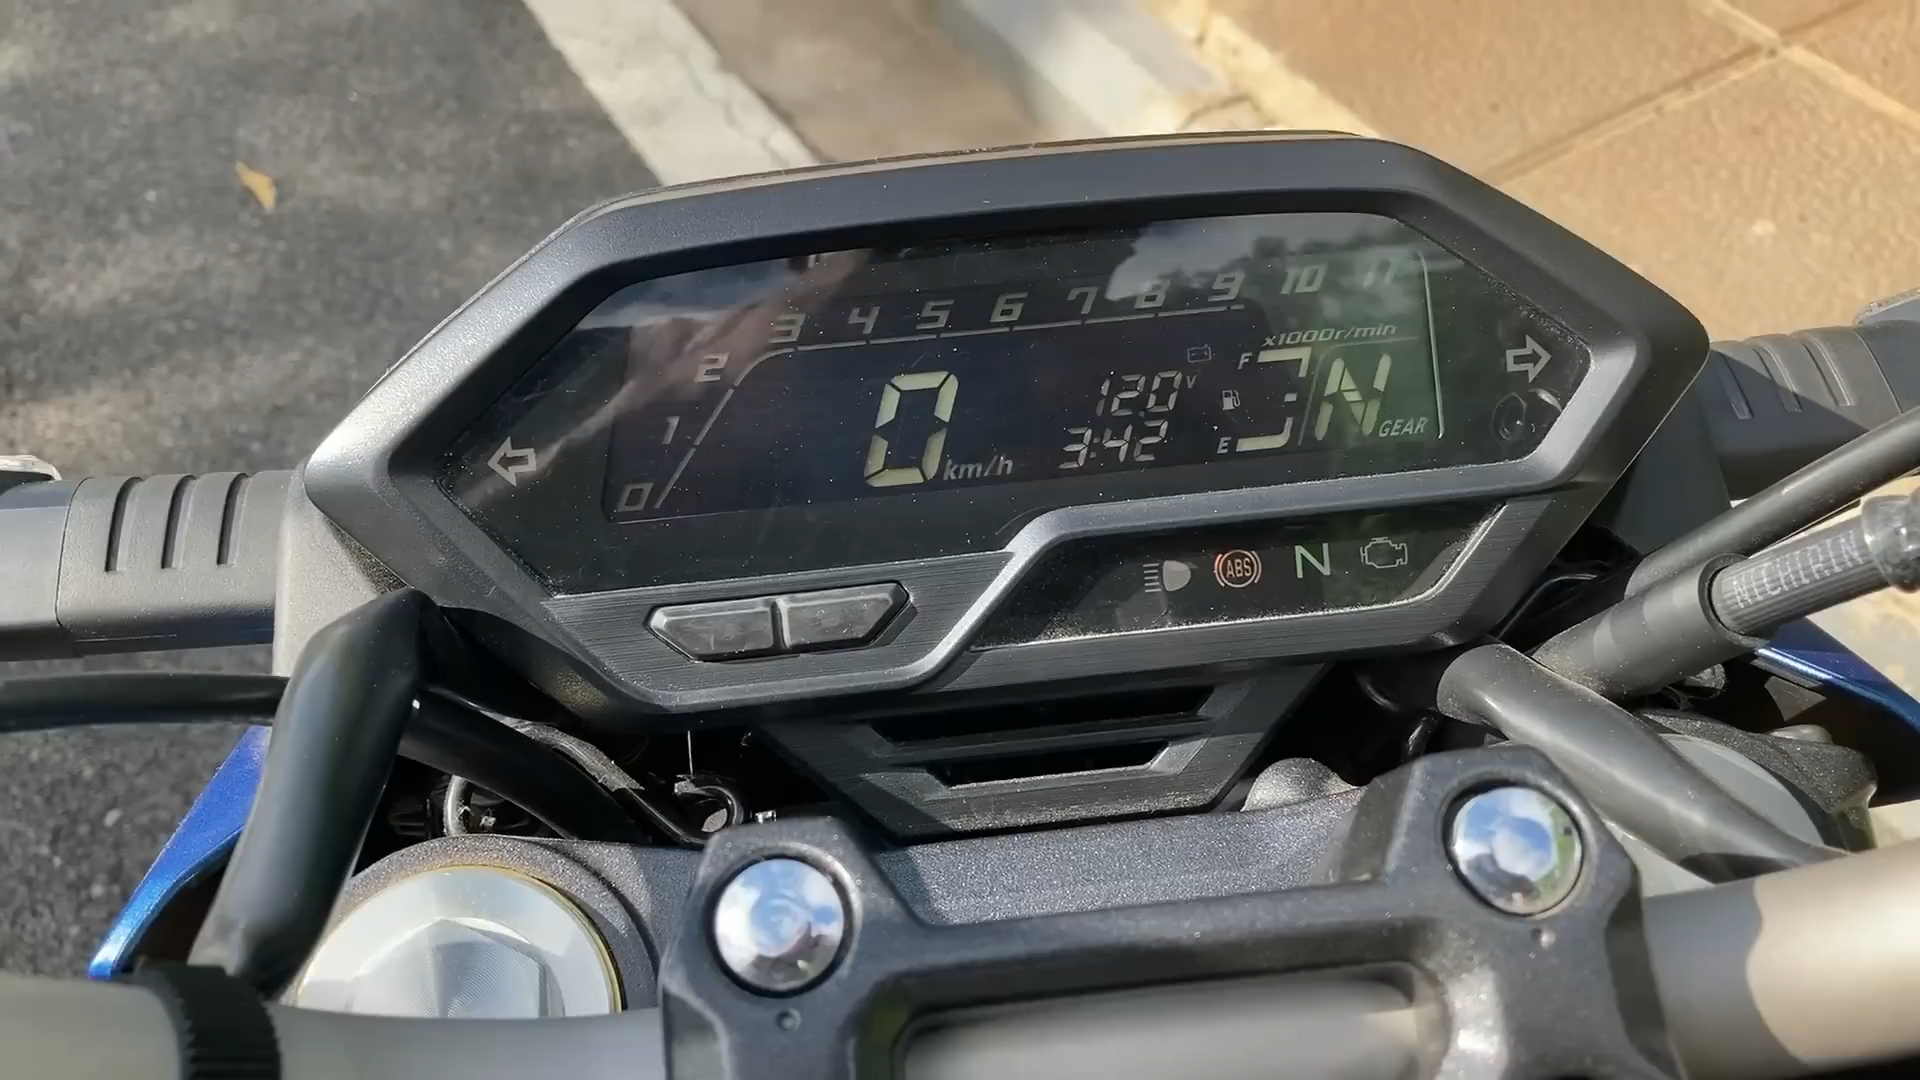 0 1 2 3 4 5 6 7 8 9 10 11
x1000r/min
0 km/h
12.0 V
3:42
F
E
N
GEAR
ABS
N
NICHIRIN